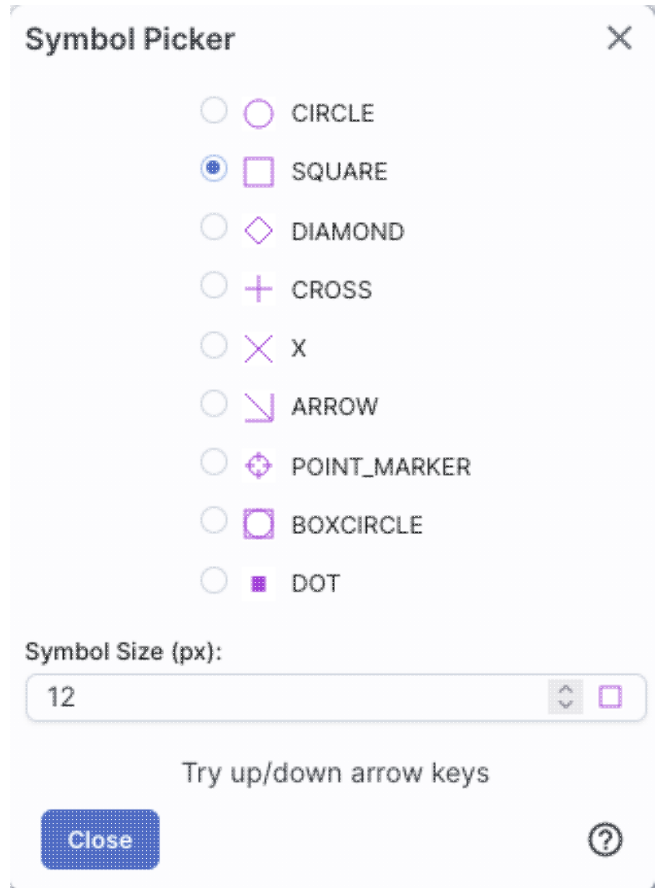 Symbol Picker
CIRCLE
SQUARE
DIAMOND
CROSS
X
ARROW
POINT_MARKER
BOXCIRCLE
DOT
Symbol Size (px):
12
Try up/down arrow keys
Close